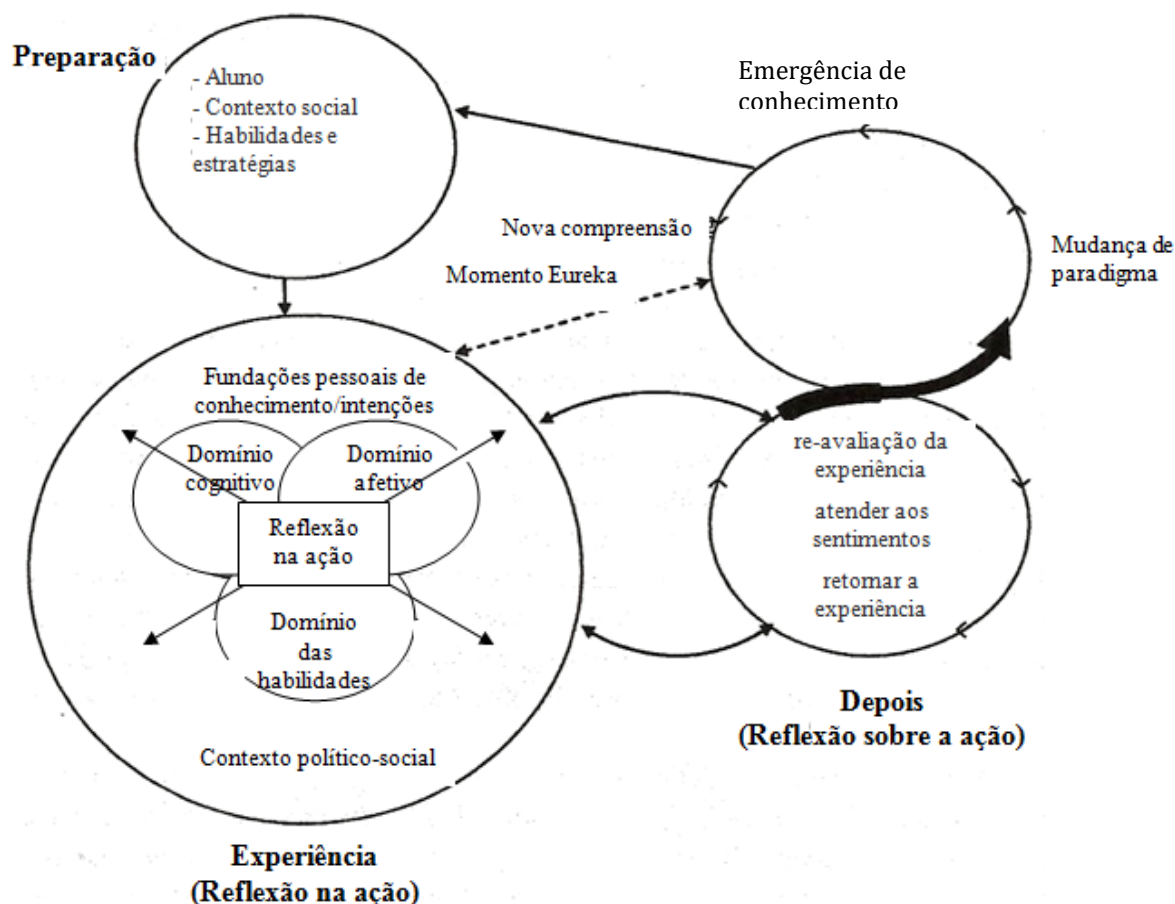 Preparação
- Aluno
- Contexto social
- Habilidades e
estratégias
Emergência de
conhecimento
Nova compreensão
Momento Eureka
Mudança de
paradigma
Fundações pessoais de
conhecimento/intenções
Domínio
cognitivo
Domínio
afetivo
Reflexão
na ação
Domínio
das
habilidades
Contexto político-social
Experiência
(Reflexão na ação)
re-avaliação da
experiência
atender aos
sentimentos
retomar a
experiência
Depois
(Reflexão sobre a ação)